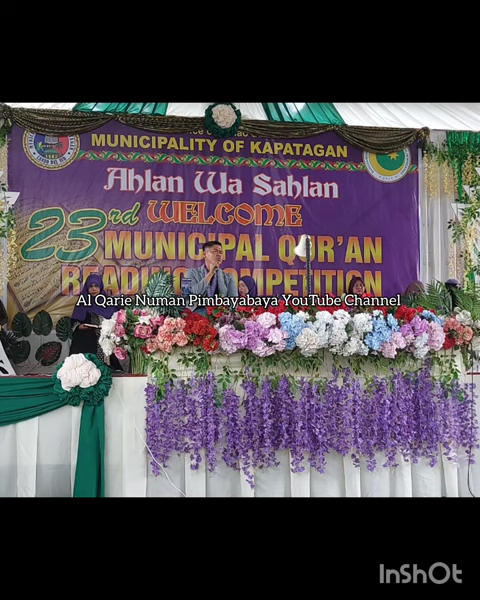 MUNICIPALITY OF KAPATAGAN
Ahlan Wa Sahlan
23rd WELCOME
MUNICIPAL QUR'AN
READING COMPETITION
Al Qarie Numan Pimbayabaya YouTube Channel
InShOt